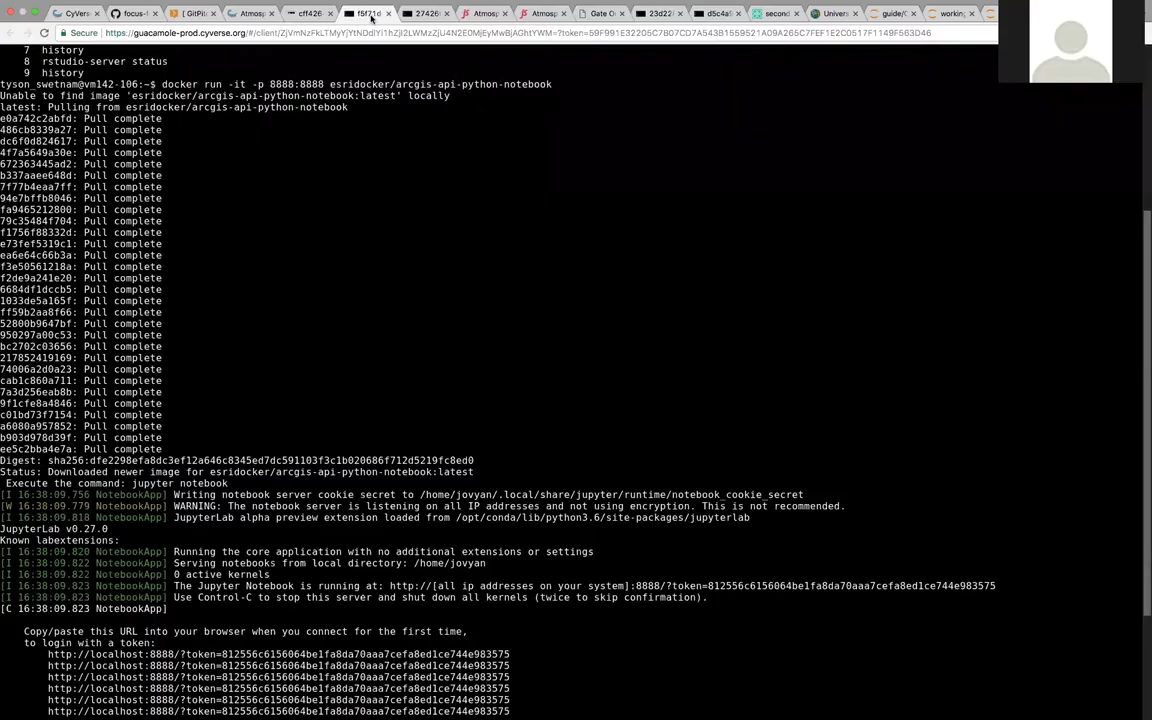 CyVers
focus-
[ GitPit
Atmosp
cff426
f5f71d
27426
Atmosp
Atmosp
Gate O
23d22
d5c4a
second
Univers
guide/
working
Secure
7 history
8 rstudio-server status
9 history
tyson_swetnam@vm142-106:~$ docker run -it -p 8888:8888 esridocker/arcgis-api-python-notebook
Unable to find image 'esridocker/arcgis-api-python-notebook:latest' locally
latest: Pulling from esridocker/arcgis-api-python-notebook
e0a742c2abfd: Pull complete
486cb8339a27: Pull complete
dc6f0d824617: Pull complete
4f7a5649a30e: Pull complete
672363445ad2: Pull complete
b337aaee648d: Pull complete
7f77b4eaa7ff: Pull complete
94e7bffb8046: Pull complete
fa9465212800: Pull complete
79c35484f704: Pull complete
f1756f88332d: Pull complete
e73fef5319c1: Pull complete
ea6e64c66b3a: Pull complete
f3e50561218a: Pull complete
f2de9a241e20: Pull complete
6684df1dccb5: Pull complete
1033de5a165f: Pull complete
ff59b2aa8f66: Pull complete
52800b9647bf: Pull complete
950297a00c53: Pull complete
bc2702c03656: Pull complete
217852419169: Pull complete
74006a2d0a23: Pull complete
cab1c860a711: Pull complete
7a3d256eab8b: Pull complete
9f1cfe8a4846: Pull complete
c01bd73f7154: Pull complete
a6080a957852: Pull complete
b903d978d39f: Pull complete
ee5c2bba4e7a: Pull complete
Digest: sha256:dfe2298efa8dc3ef12a646c8345ed7dc591103f3c1b020686f712d5219fc8ed0
Status: Downloaded newer image for esridocker/arcgis-api-python-notebook:latest
Execute the command: jupyter notebook
[I 16:38:09.756 NotebookApp] Writing notebook server cookie secret to /home/jovyan/.local/share/jupyter/runtime/notebook_cookie_secret
[W 16:38:09.779 NotebookApp] WARNING: The notebook server is listening on all IP addresses and not using encryption. This is not recommended.
[I 16:38:09.818 NotebookApp] JupyterLab alpha preview extension loaded from /opt/conda/lib/python3.6/site-packages/jupyterlab
JupyterLab v0.27.0
Known labextensions:
[I 16:38:09.820 NotebookApp] Running the core application with no additional extensions or settings
[I 16:38:09.822 NotebookApp] Serving notebooks from local directory: /home/jovyan
[I 16:38:09.822 NotebookApp] 0 active kernels
[I 16:38:09.823 NotebookApp] The Jupyter Notebook is running at: http://[all ip addresses on your system]:8888/?token=812556c6156064be1fa8da70aaa7cefa8ed1ce744e983575
[I 16:38:09.823 NotebookApp] Use Control-C to stop this server and shut down all kernels (twice to skip confirmation).
[C 16:38:09.823 NotebookApp]
Copy/paste this URL into your browser when you connect for the first time,
to login with a token:
http://localhost:8888/?token=812556c6156064be1fa8da70aaa7cefa8ed1ce744e983575
http://localhost:8888/?token=812556c6156064be1fa8da70aaa7cefa8ed1ce744e983575
http://localhost:8888/?token=812556c6156064be1fa8da70aaa7cefa8ed1ce744e983575
http://localhost:8888/?token=812556c6156064be1fa8da70aaa7cefa8ed1ce744e983575
http://localhost:8888/?token=812556c6156064be1fa8da70aaa7cefa8ed1ce744e983575
http://localhost:8888/?token=812556c6156064be1fa8da70aaa7cefa8ed1ce744e983575